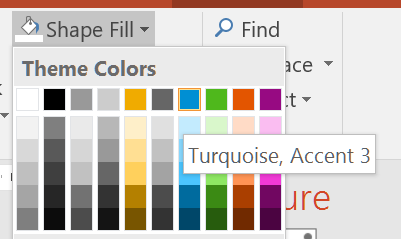 Shape Fill
Find
Theme Colors
ace
ct
Turquoise, Accent 3
ure